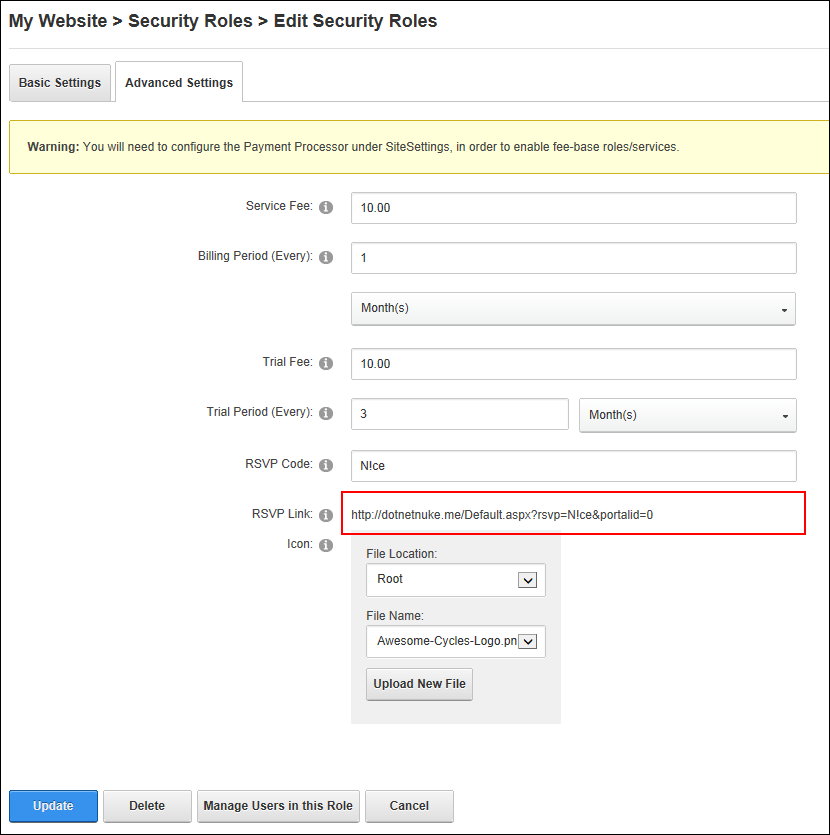 My Website > Security Roles > Edit Security Roles
Basic Settings
Advanced Settings
Warning: You will need to configure the Payment Processor under SiteSettings, in order to enable fee-base roles/services.
Service Fee:
10.00
Billing Period (Every):
1
Month(s)
Trial Fee:
10.00
Trial Period (Every):
3
Month(s)
RSVP Code:
N!ce
RSVP Link:
http://dotnetnuke.me/Default.aspx?rsvp=N!ce&portalid=0
Icon:
File Location:
Root
File Name:
Awesome-Cycles-Logo.pn
Upload New File
Update
Delete
Manage Users in this Role
Cancel